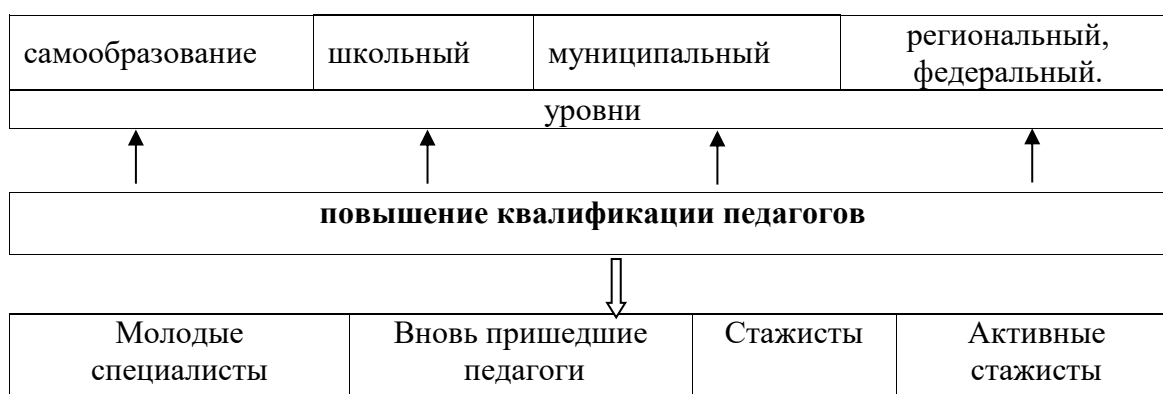 самообразование школьный муниципальный региональный,
федеральный.
уровни
повышение квалификации педагогов
Молодые Вновь пришедшие Стажисты Активные
специалисты педагоги стажисты